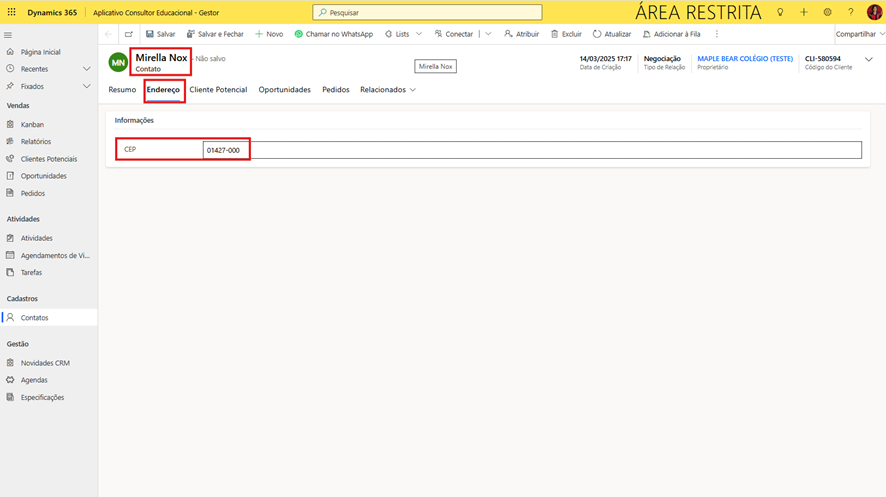 Dynamics 365 Aplicativo Consultor Educacional - Gestor Pesquisar ÁREA RESTRITA
Salvar Salvar e Fechar Novo Chamar no WhatsApp Lists Conectar Atribuir Excluir Atualizar Adicionar à Fila Compartilhar
Página Inicial
Recentes
Fixados
Vendas
Kanban
Relatórios
Clientes Potenciais
Oportunidades
Pedidos
Atividades
Atividades
Agendamentos de Vi...
Tarefas
Cadastros
Contatos
Gestão
Novidades CRM
Agendas
Especificações
MN
Mirella Nox - Não salvo
Contato
Mirella Nox
14/03/2025 17:17
Data de Criação
Negociação
Tipo de Relação
MAPLE BEAR COLÉGIO (TESTE)
Proprietário
CLI-580594
Código do Cliente
Resumo Endereço Cliente Potencial Oportunidades Pedidos Relacionados
Informações
CEP 01427-000